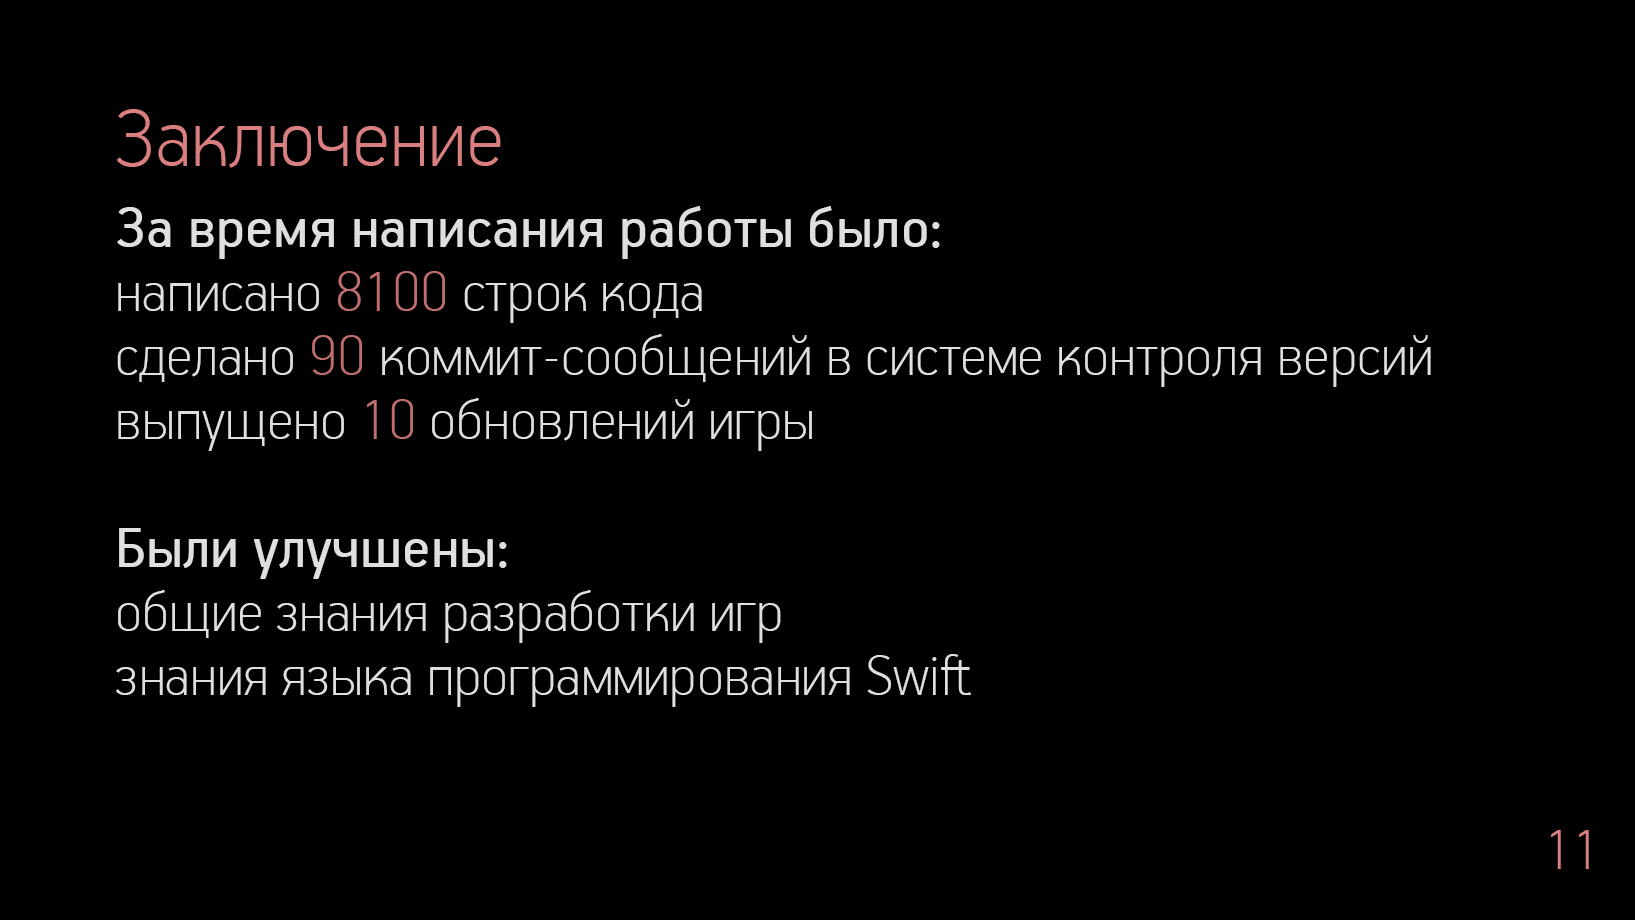 Заключение
За время написания работы было:
написано 8100 строк кода
сделано 90 коммит-сообщений в системе контроля версий
выпущено 10 обновлений игры
Были улучшены:
общие знания разработки игр
знания языка программирования Swift
11